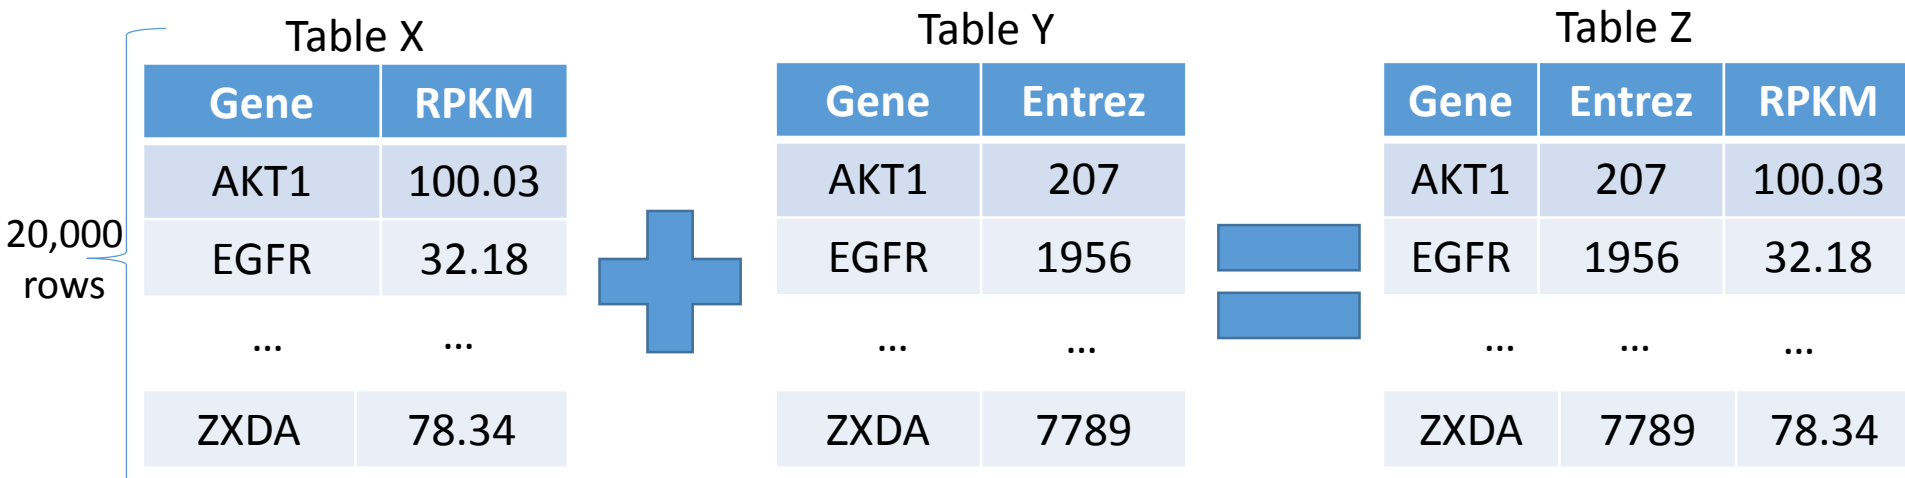 Table X
Gene RPKM
AKT1 100.03
EGFR 32.18
... ...
ZXDA 78.34
20,000
rows
Table Y
Gene Entrez
AKT1 207
EGFR 1956
... ...
ZXDA 7789
Table Z
Gene Entrez RPKM
AKT1 207 100.03
EGFR 1956 32.18
... ... ...
ZXDA 7789 78.34